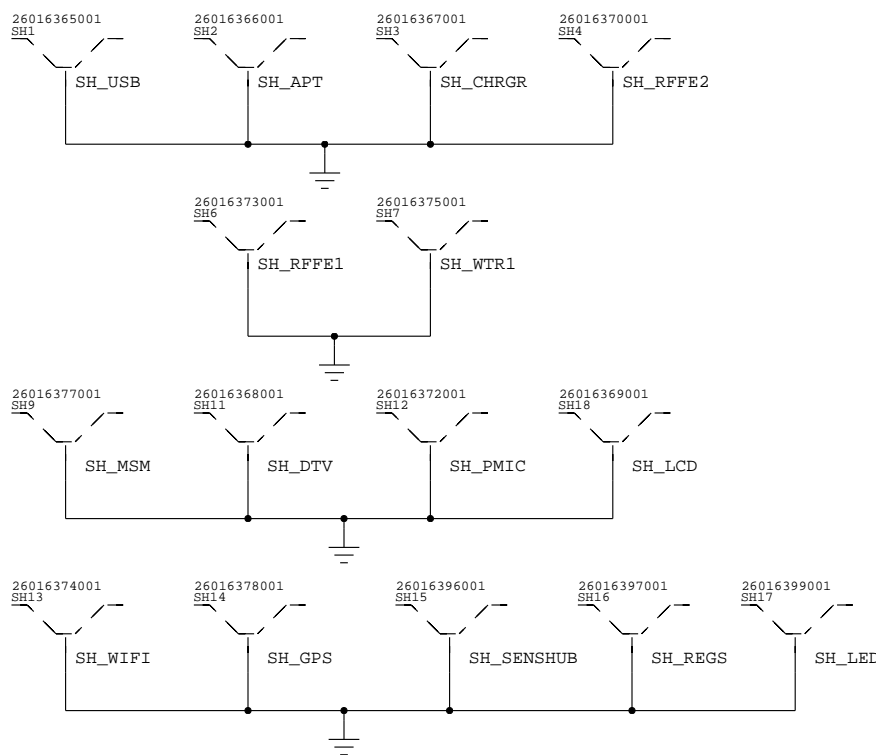 26016365001 26016366001 26016367001 26016370001
SH1 SH2 SH3 SH4
SH_USB SH_APT SH_CHRGR SH_RFFE2
26016373001 26016375001
SH6 SH7
SH_RFFE1 SH_WTR1
26016377001 26016368001 26016372001 26016369001
SH9 SH11 SH12 SH18
SH_MSM SH_DTV SH_PMIC SH_LCD
26016374001 26016378001 26016396001 26016397001 26016399001
SH13 SH14 SH15 SH16 SH17
SH_WIFI SH_GPS SH_SENSHUB SH_REGS SH_LED